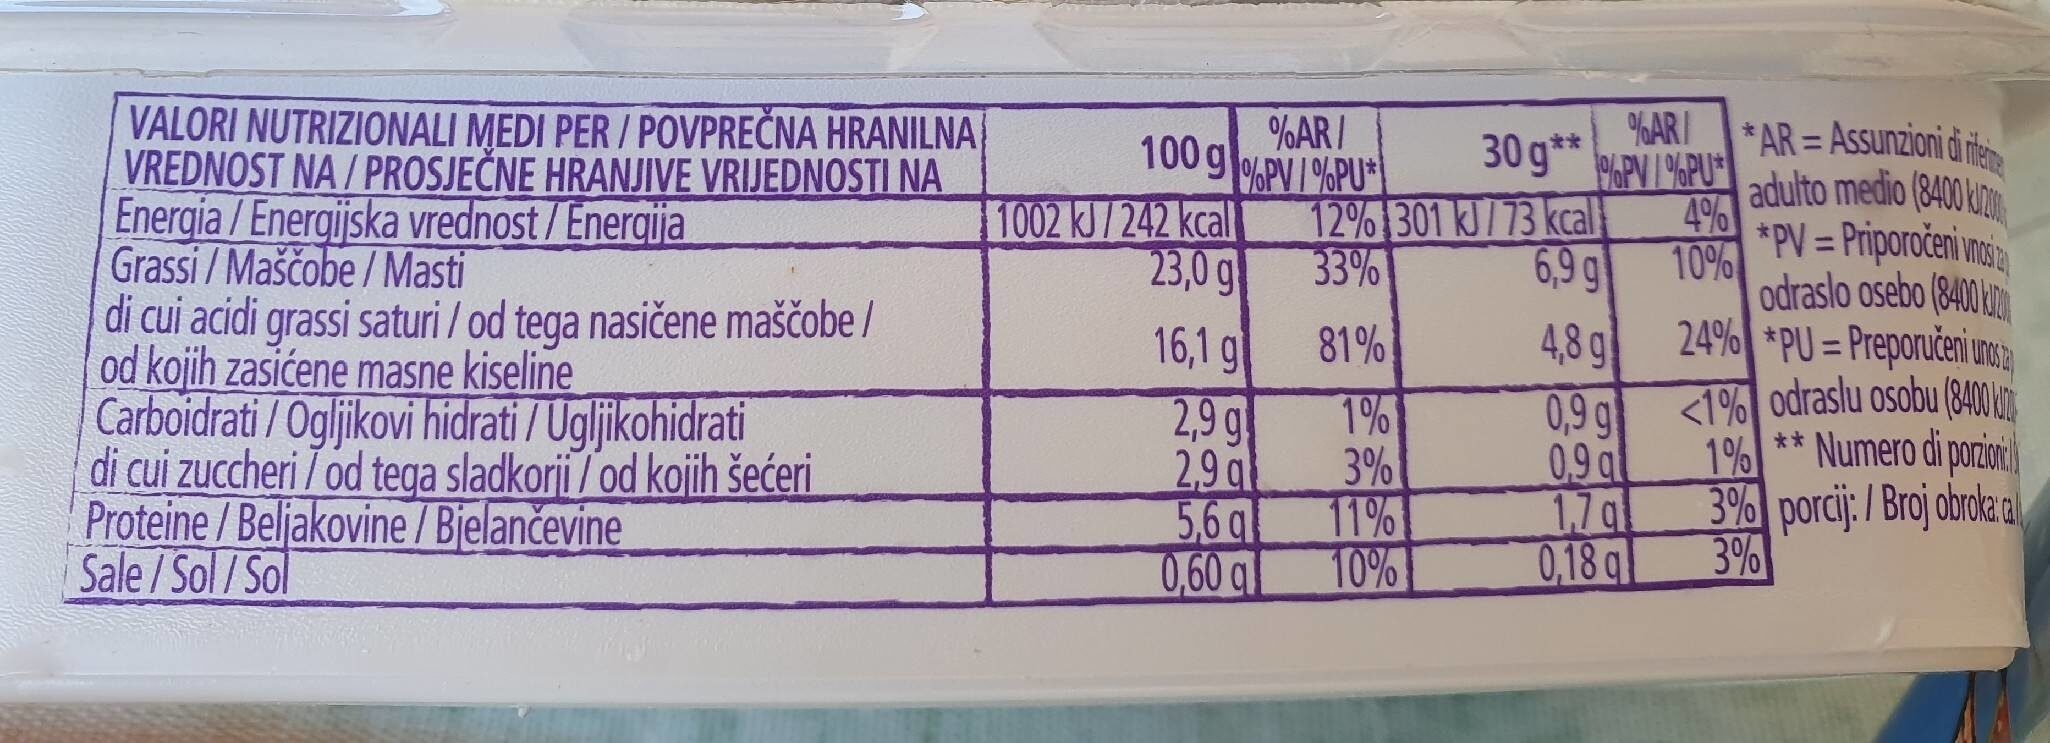 VALORI NUTRIZIONALI MEDI PER / POVPREČNA HRANILNA
VREDNOST NA / PROSJEČNE HRANJIVE VRIJEDNOSTI NA
100 g
%AR /
%PV / %PU*
30 g**
%AR /
%PV / %PU*
Energia / Energijska vrednost / Energija 1002 kJ / 242 kcal 12% 301 kJ / 73 kcal 4%
Grassi / Maščobe / Masti 23,0 g 33% 6,9 g 10%
di cui acidi grassi saturi / od tega nasičene maščobe /
od kojih zasićene masne kiseline 16,1 g 81% 4,8 g 24%
Carboidrati / Ogljikovi hidrati / Ugljikohidrati 2,9 g 1% 0,9 g <1%
di cui zuccheri / od tega sladkorji / od kojih šećeri 2,9 g 3% 0,9 g 1%
Proteine / Beljakovine / Bjelančevine 5,6 g 11% 1,7 g 3%
Sale / Sol / Sol 0,60 g 10% 0,18 g 3%
*AR = Assunzioni di
adulto medio (8400 kJ/
*PV = Priporočeni vnosi
odraslo osebo (8400 kJ/
*PU = Preporučeni unos za
odraslu osobu (8400 kJ/
** Numero di porzioni: /
porcij: / Broj obroka: ca.